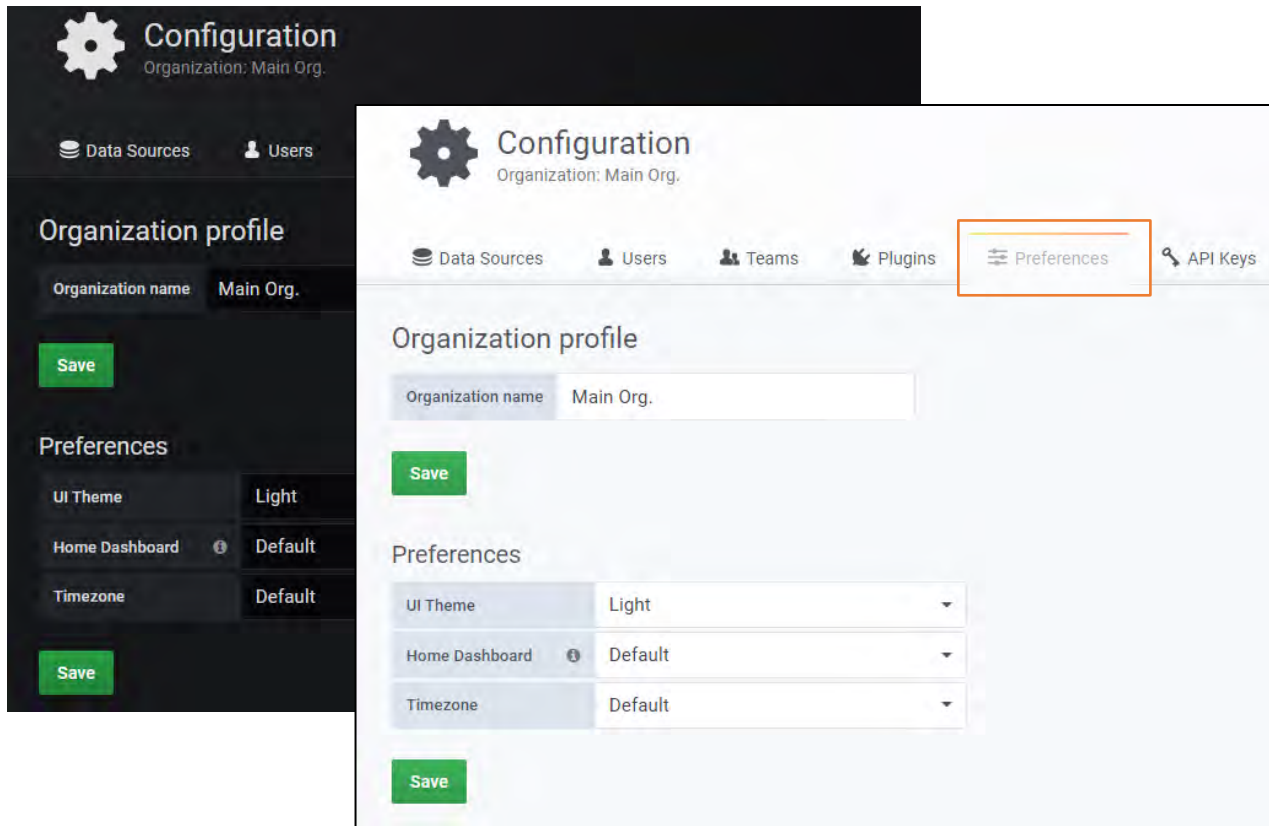 Configuration
Organization: Main Org.
Data Sources Users
Organization profile
Organization name Main Org.
Save
Preferences
UI Theme Light
Home Dashboard Default
Timezone Default
Save
Configuration
Organization: Main Org.
Data Sources Users Teams Plugins Preferences API Keys
Organization profile
Organization name Main Org.
Save
Preferences
UI Theme Light
Home Dashboard Default
Timezone Default
Save